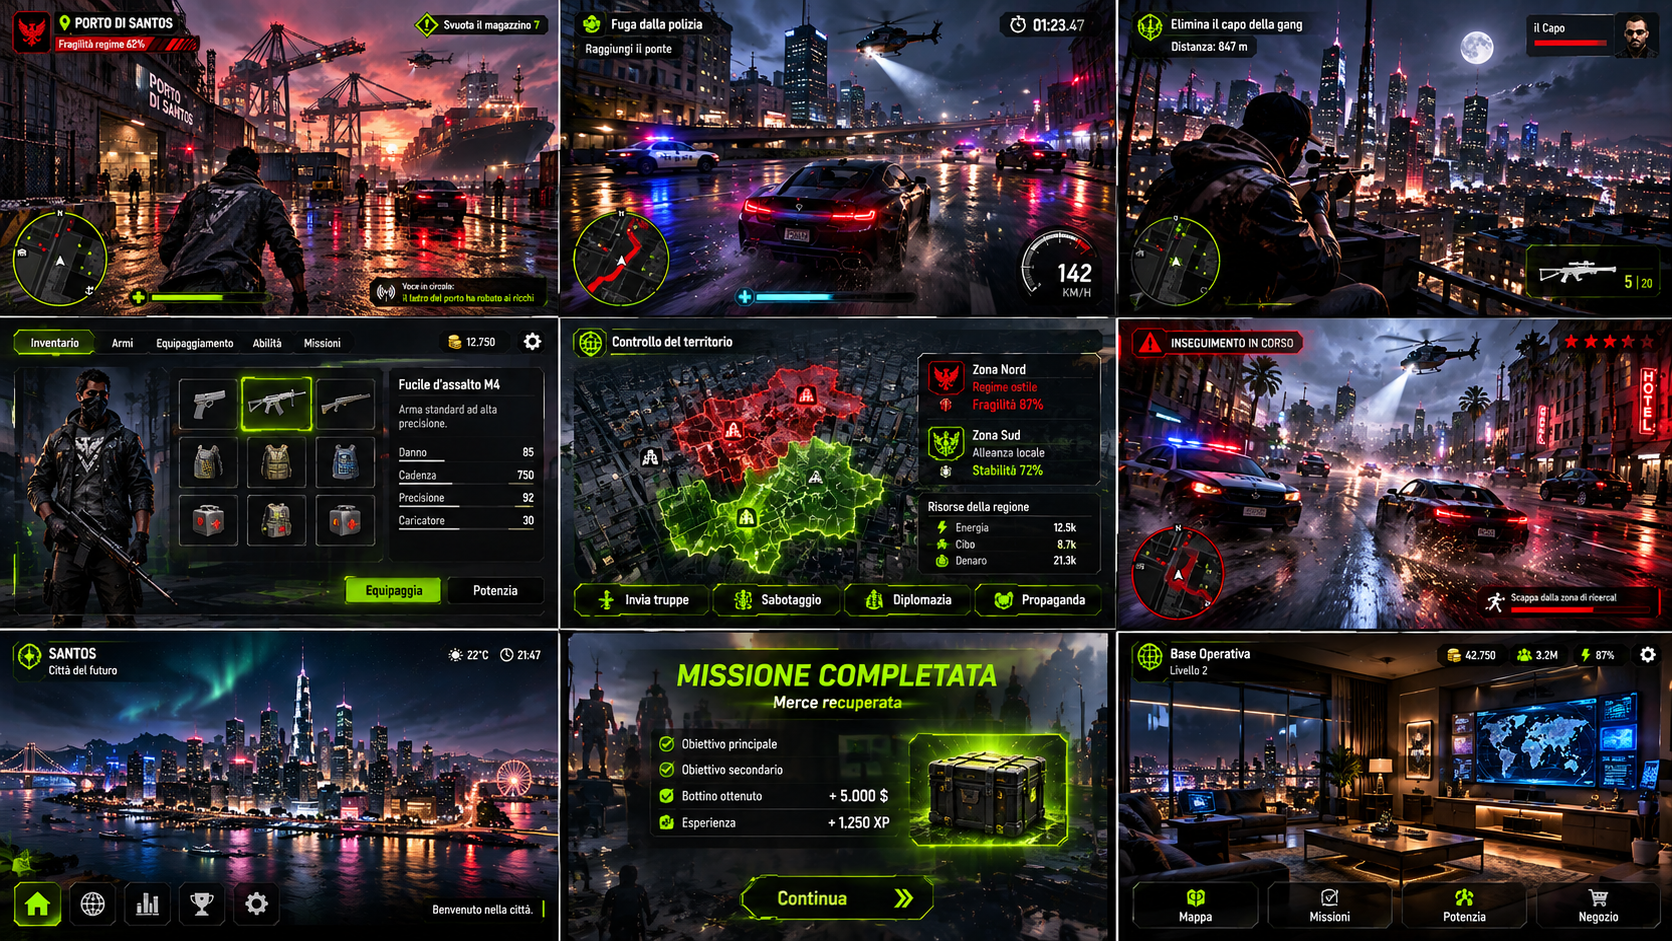 PORTO DI SANTOS
Fragilità regime 62%
Svuota il magazzino 7
PORTO
DI SANTOS
N
Voce in circolo:
il ladro del porto ha rubato ai ricchi
Fuga dalla polizia
Raggiungi il ponte
01:23.47
142
KM/H
Elimina il capo della gang
Distanza: 847 m
il Capo
5 | 20
Inventario
Armi
Equipaggiamento
Abilità
Missioni
12.750
Fucile d'assalto M4
Arma standard ad alta
precisione.
Danno 85
Cadenza 750
Precisione 92
Caricatore 30
Equipaggia
Potenzia
Controllo del territorio
Zona Nord
Regime ostile
Fragilità 87%
Zona Sud
Alleanza locale
Stabilità 72%
Risorse della regione
Energia 12.5k
Cibo 8.7k
Denaro 21.3k
Invia truppe
Sabotaggio
Diplomazia
Propaganda
INSEGUIMENTO IN CORSO
HOTEL
N
Scappa dalla zona di ricerca!
SANTOS
Città del futuro
22°C
21:47
Benvenuto nella città.
MISSIONE COMPLETATA
Merce recuperata
Obiettivo principale
Obiettivo secondario
Bottino ottenuto + 5.000 $
Esperienza + 1.250 XP
Continua
Base Operativa
Livello 2
42.750
3.2M
87%
Mappa
Missioni
Potenzia
Negozio